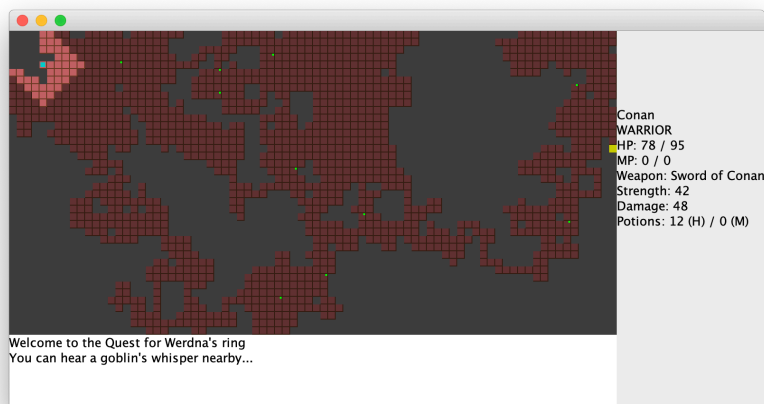 Conan
WARRIOR
HP: 78 / 95
MP: 0 / 0
Weapon: Sword of Conan
Strength: 42
Damage: 48
Potions: 12 (H) / 0 (M)
Welcome to the Quest for Werdna's ring
You can hear a goblin's whisper nearby...